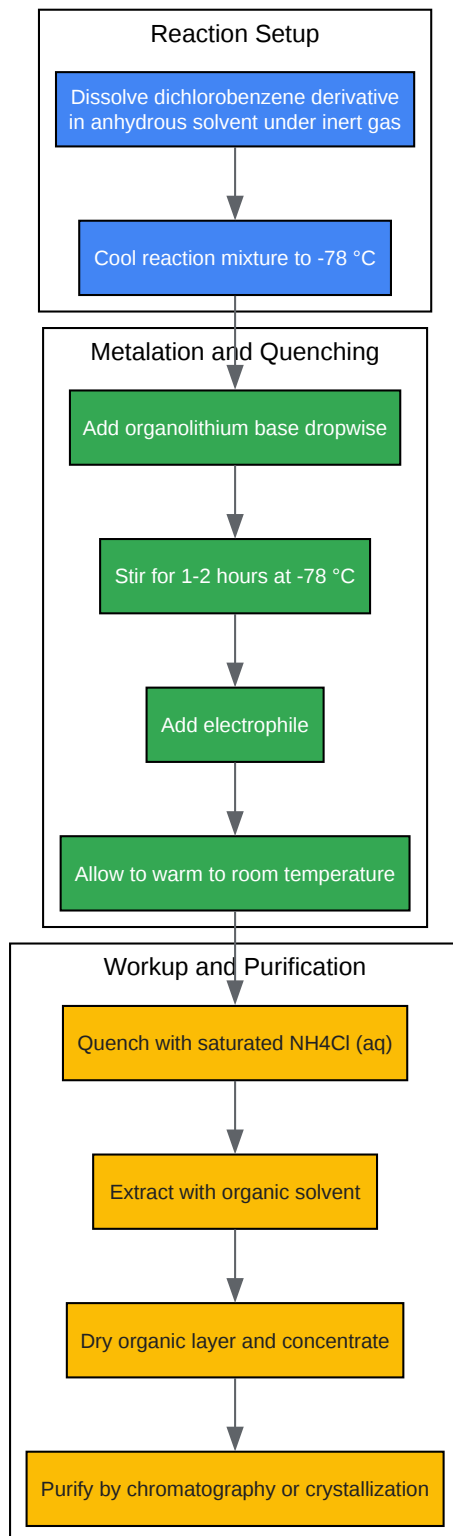 Reaction Setup
Dissolve dichlorobenzene derivative
in anhydrous solvent under inert gas
Cool reaction mixture to -78 °C
Metalation and Quenching
Add organolithium base dropwise
Stir for 1-2 hours at -78 °C
Add electrophile
Allow to warm to room temperature
Workup and Purification
Quench with saturated NH4Cl (aq)
Extract with organic solvent
Dry organic layer and concentrate
Purify by chromatography or crystallization